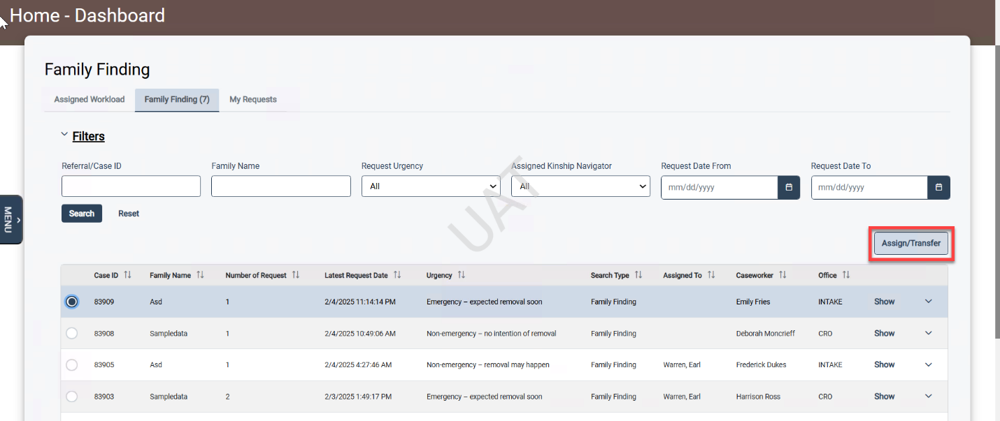 Home - Dashboard
Family Finding
Assigned Workload Family Finding (7) My Requests
Filters
Referral/Case ID Family Name Request Urgency Assigned Kinship Navigator Request Date From Request Date To
All All mm/dd/yyyy mm/dd/yyyy
Search Reset
MENU
UAT
Assign/Transfer
Case ID Family Name Number of Request Latest Request Date Urgency Search Type Assigned To Caseworker Office
83909 Asd 1 2/4/2025 11:14:14 PM Emergency – expected removal soon Family Finding Emily Fries INTAKE Show
83908 Sampledata 1 2/4/2025 10:49:06 AM Non-emergency – no intention of removal Family Finding Deborah Moncrieff CRO Show
83905 Asd 1 2/4/2025 4:27:46 AM Non-emergency – removal may happen Family Finding Warren, Earl Frederick Dukes INTAKE Show
83903 Sampledata 2 2/3/2025 1:49:17 PM Emergency – expected removal soon Family Finding Warren, Earl Harrison Ross CRO Show